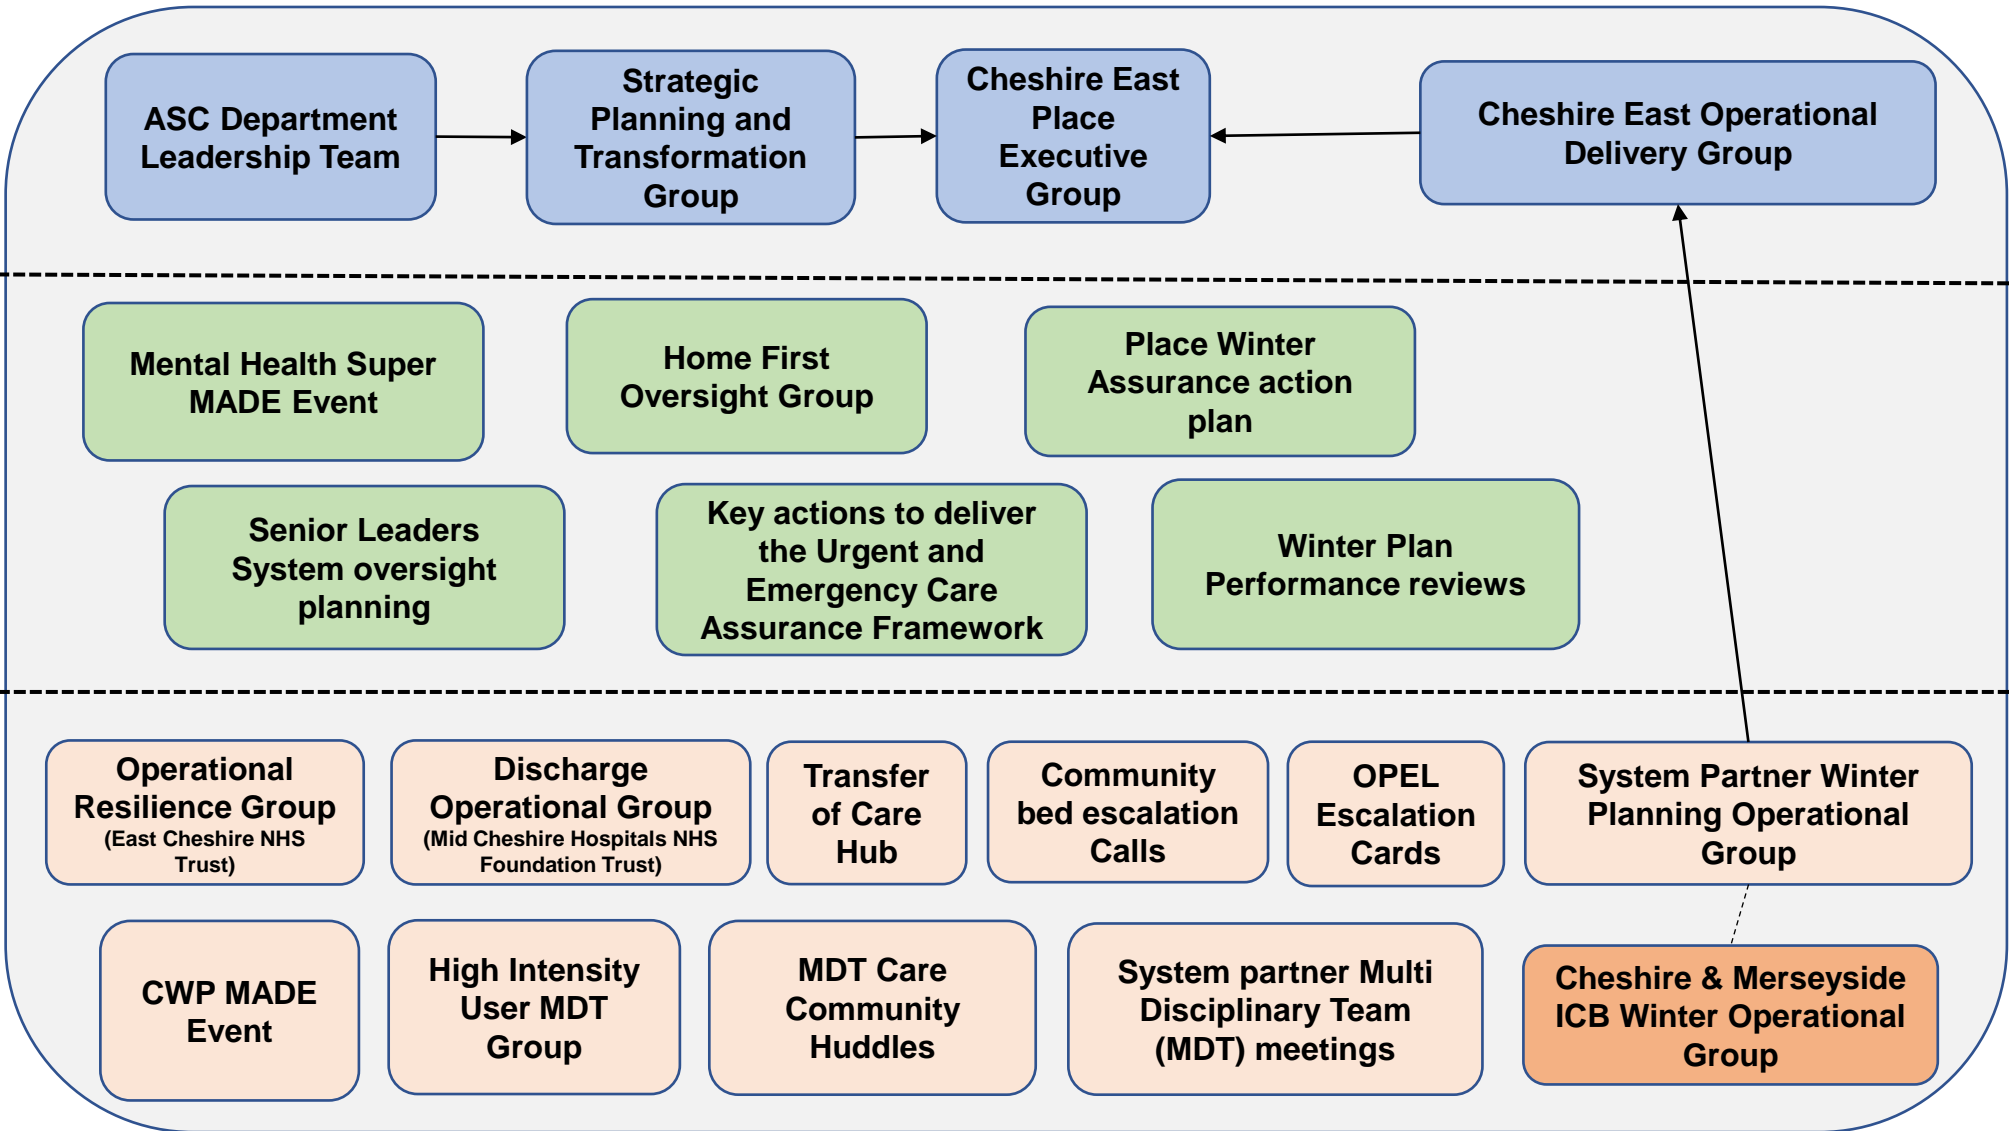 ASC Department
Leadership Team
Strategic
Planning and
Transformation
Group
Cheshire East
Place
Executive
Group
Cheshire East Operational
Delivery Group
Mental Health Super
MADE Event
Home First
Oversight Group
Place Winter
Assurance action
plan
Senior Leaders
System oversight
planning
Key actions to deliver
the Urgent and
Emergency Care
Assurance Framework
Winter Plan
Performance reviews
Operational
Resilience Group
(East Cheshire NHS
Trust)
Discharge
Operational Group
(Mid Cheshire Hospitals NHS
Foundation Trust)
Transfer
of Care
Hub
Community
bed escalation
Calls
OPEL
Escalation
Cards
System Partner Winter
Planning Operational
Group
CWP MADE
Event
High Intensity
User MDT
Group
MDT Care
Community
Huddles
System partner Multi
Disciplinary Team
(MDT) meetings
Cheshire & Merseyside
ICB Winter Operational
Group